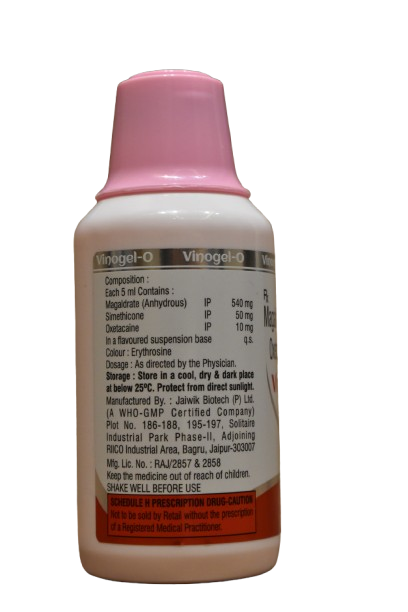 Vinogel-O Vinogel-O Vin
Composition :
Each 5 ml Contains :
Magaldrate (Anhydrous) IP 540 mg
Simethicone IP 50 mg
Oxetacaine IP 10 mg
In a flavoured suspension base q.s.
Colour : Erythrosine
Dosage : As directed by the Physician.
Storage : Store in a cool, dry & dark place
at below 25ºC. Protect from direct sunlight.
Manufactured By. : Jaiwik Biotech (P) Ltd.
(A WHO-GMP Certified Company)
Plot No. 186-188, 195-197, Solitaire
Industrial Park Phase-II, Adjoining
RIICO Industrial Area, Bagru, Jaipur-303007
Mfg. Lic. No. : RAJ/2857 & 2858
Keep the medicine out of reach of children.
SHAKE WELL BEFORE USE
SCHEDULE H PRESCRIPTION DRUG-CAUTION
Not to be sold by Retail without the prescription
of a Registered Medical Practitioner.
Rx
Maga
Oxe